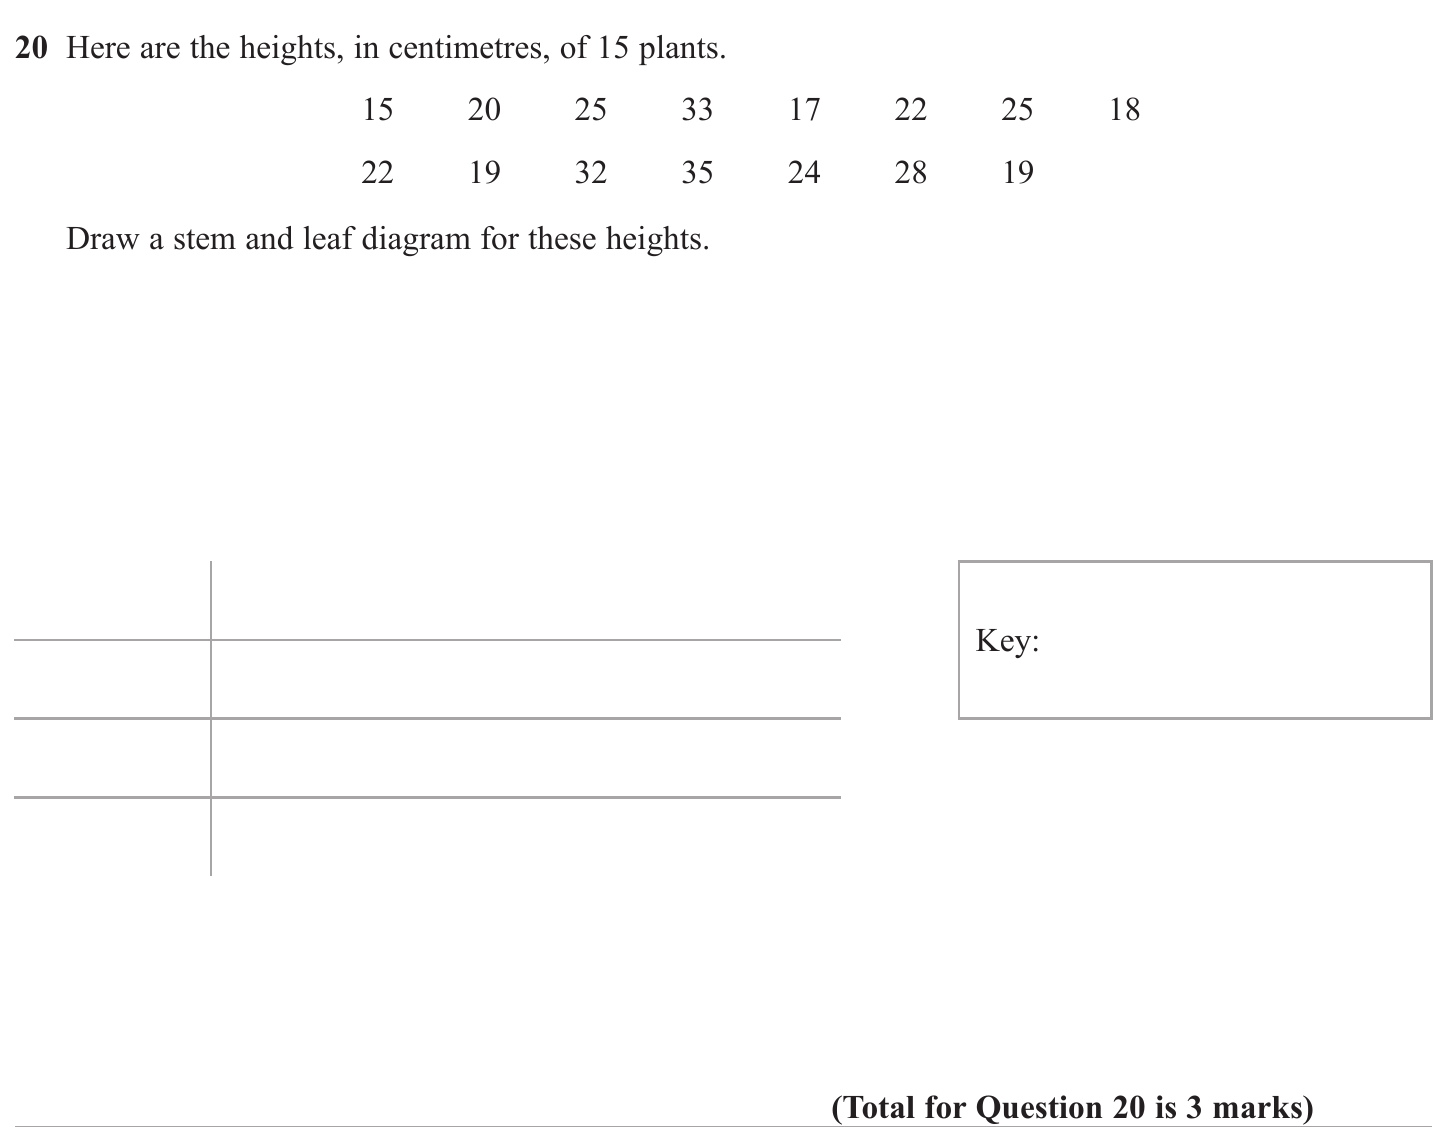 20 Here are the heights, in centimetres, of 15 plants.
15 20 25 33 17 22 25 18
22 19 32 35 24 28 19
Draw a stem and leaf diagram for these heights.
Key:
(Total for Question 20 is 3 marks)